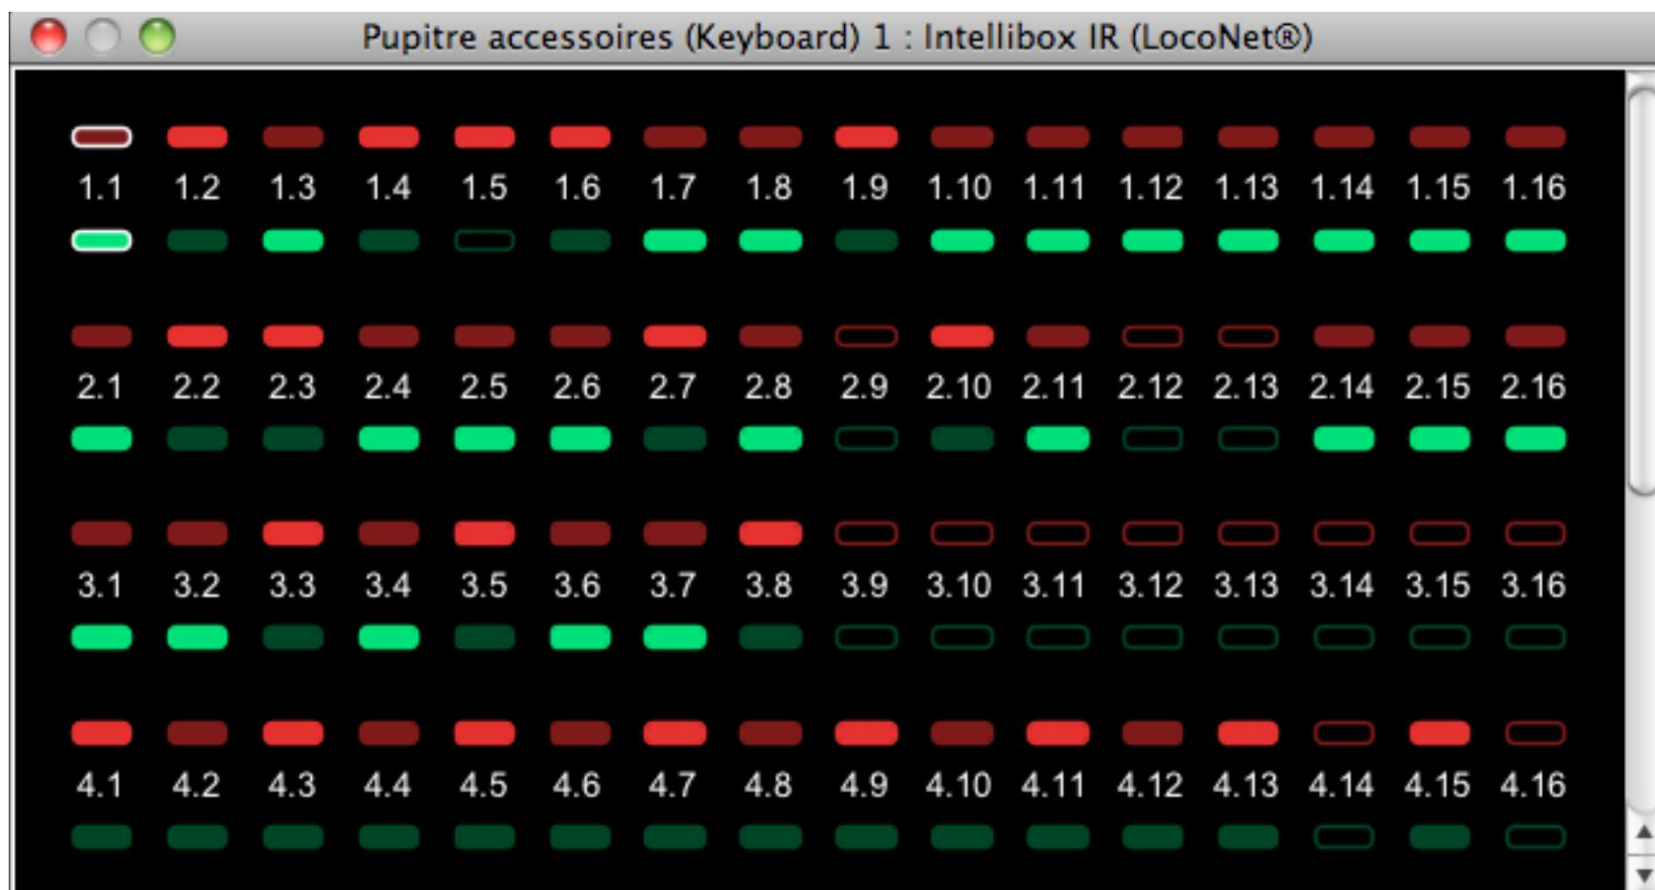 Pupitre accessoires (Keyboard) 1 : Intellibox IR (LocoNet®)
1.1 1.2 1.3 1.4 1.5 1.6 1.7 1.8 1.9 1.10 1.11 1.12 1.13 1.14 1.15 1.16
2.1 2.2 2.3 2.4 2.5 2.6 2.7 2.8 2.9 2.10 2.11 2.12 2.13 2.14 2.15 2.16
3.1 3.2 3.3 3.4 3.5 3.6 3.7 3.8 3.9 3.10 3.11 3.12 3.13 3.14 3.15 3.16
4.1 4.2 4.3 4.4 4.5 4.6 4.7 4.8 4.9 4.10 4.11 4.12 4.13 4.14 4.15 4.16